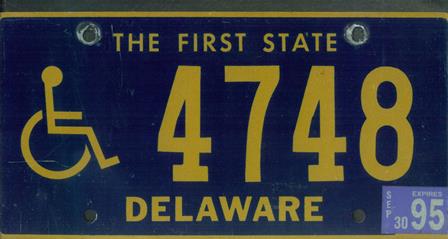 THE FIRST STATE
4748
DELAWARE
SEP
30
EXPIRES
95